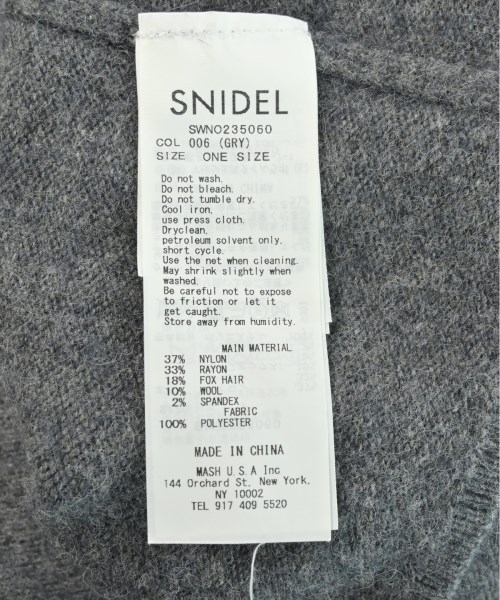 SNIDEL
SWNO235060
COL 006 (GRY)
SIZE ONE SIZE
Do not wash.
Do not bleach.
Do not tumble dry.
Cool iron,
use press cloth.
Dryclean,
petroleum solvent only,
short cycle.
Use the net when cleaning.
May shrink slightly when
washed.
Be careful not to expose
to friction or let it
get caught.
Store away from humidity.
MAIN MATERIAL
37% NYLON
33% RAYON
18% FOX HAIR
10% WOOL
2% SPANDEX
FABRIC
100% POLYESTER
MADE IN CHINA
MASH U.S.A Inc
144 Orchard St, New York,
NY 10002
TEL 917 409 5520